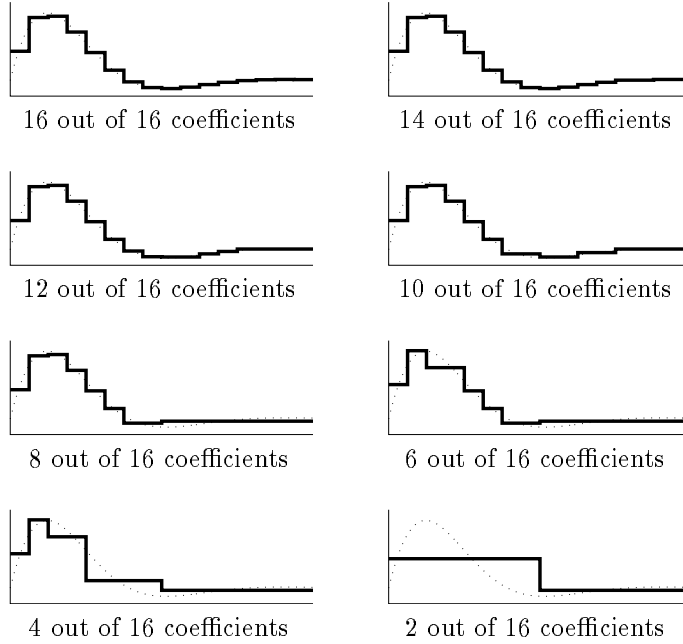 16 out of 16 coefficients
14 out of 16 coefficients
12 out of 16 coefficients
10 out of 16 coefficients
8 out of 16 coefficients
6 out of 16 coefficients
4 out of 16 coefficients
2 out of 16 coefficients